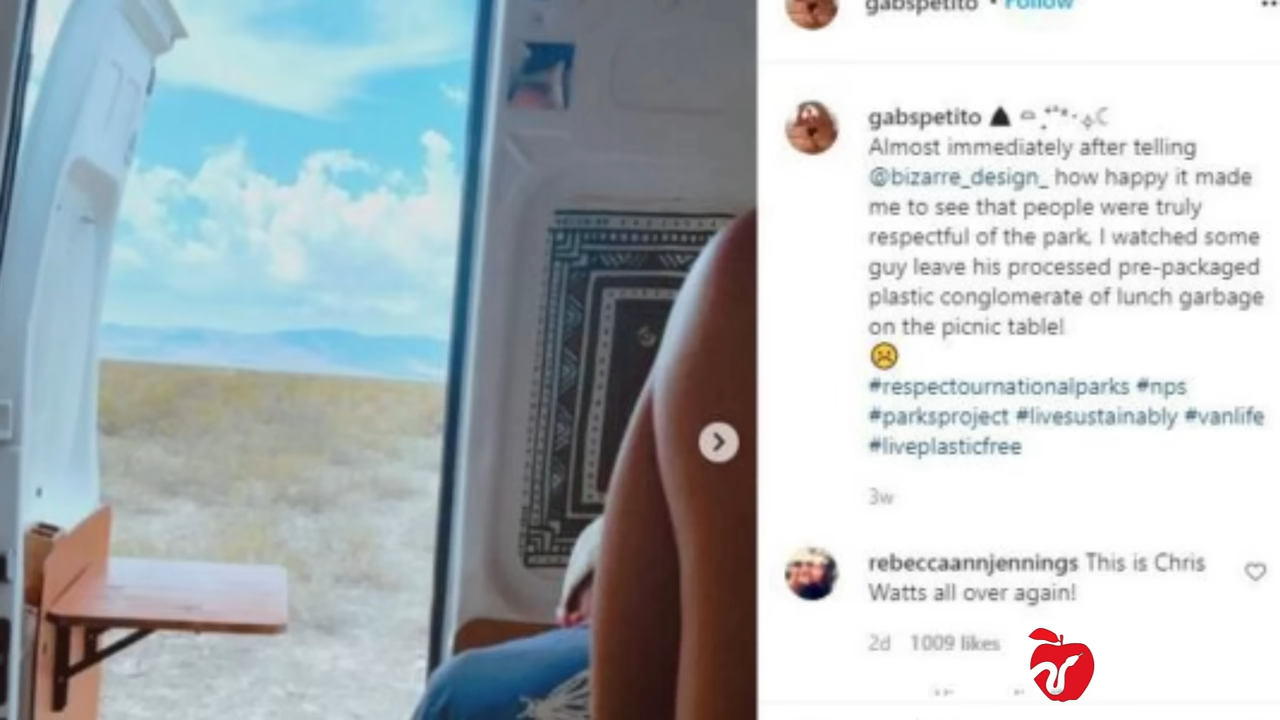 gabspetito • Follow
gabspetito
Almost immediately after telling
@bizarre_design_ how happy it made
me to see that people were truly
respectful of the park, I watched some
guy leave his processed pre-packaged
plastic conglomerate of lunch garbage
on the picnic table!
#respectournationalparks #nps
#parksproject #livesustainably #vanlife
#liveplasticfree
3w
rebeccaannjennings This is Chris
Watts all over again!
2d 1009 likes